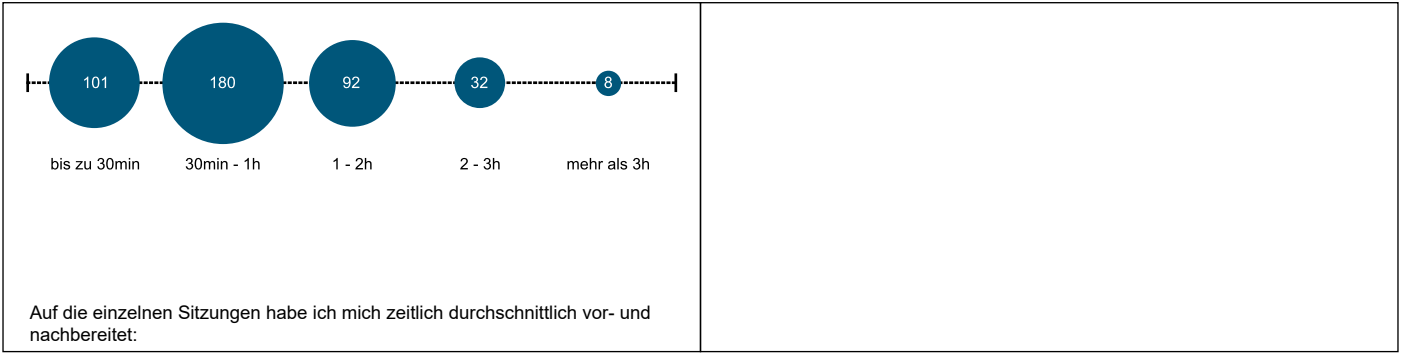 101 180 92 32 8
bis zu 30min 30min - 1h 1 - 2h 2 - 3h mehr als 3h
Auf die einzelnen Sitzungen habe ich mich zeitlich durchschnittlich vor- und
nachbereitet: